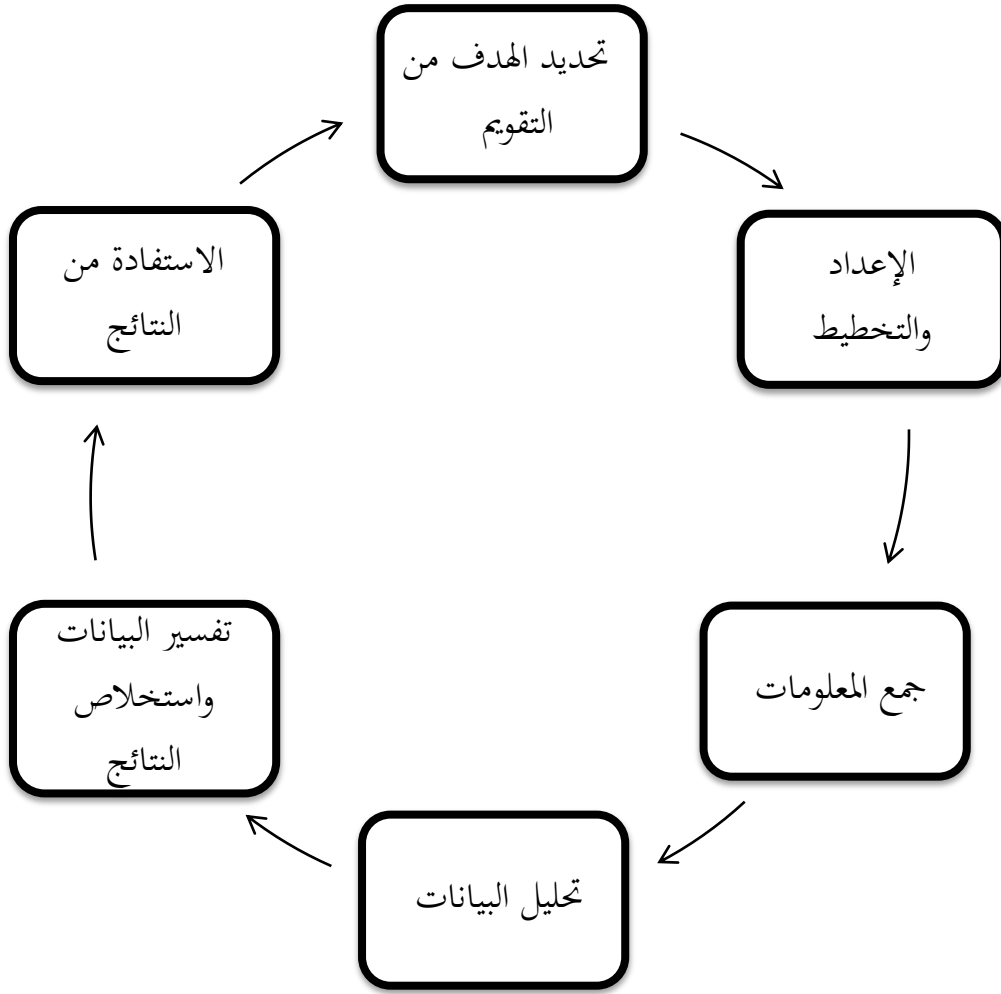 تحديد الهدف من
التقويم
الإعداد
والتخطيط
جمع المعلومات
تحليل البيانات
تفسير البيانات
واستخلاص
النتائج
الاستفادة من
النتائج